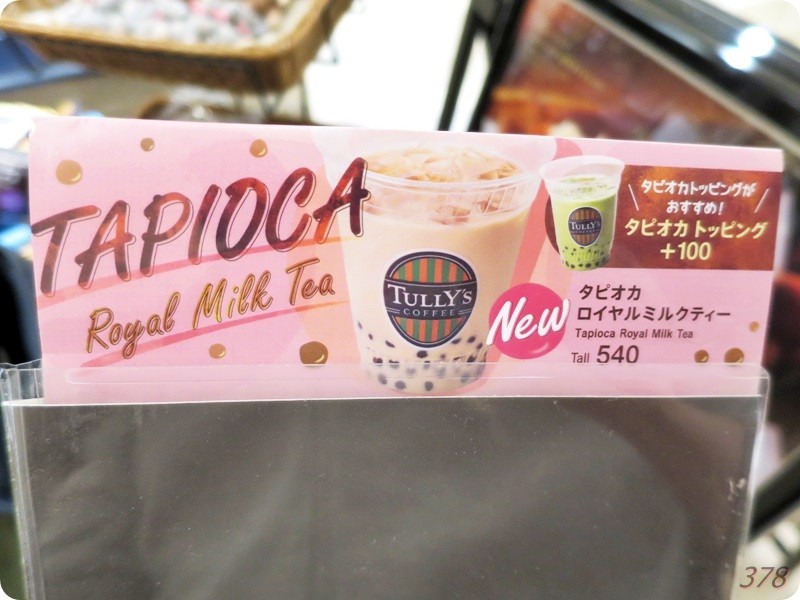 TAPIOCA
Royal Milk Tea
TULLY'S
COFFEE
New
TULLY'S
タピオカトッピングが
おすすめ!
タピオカ トッピング
+100
タピオカ
ロイヤルミルクティー
Tapioca Royal Milk Tea
Tall 540
378